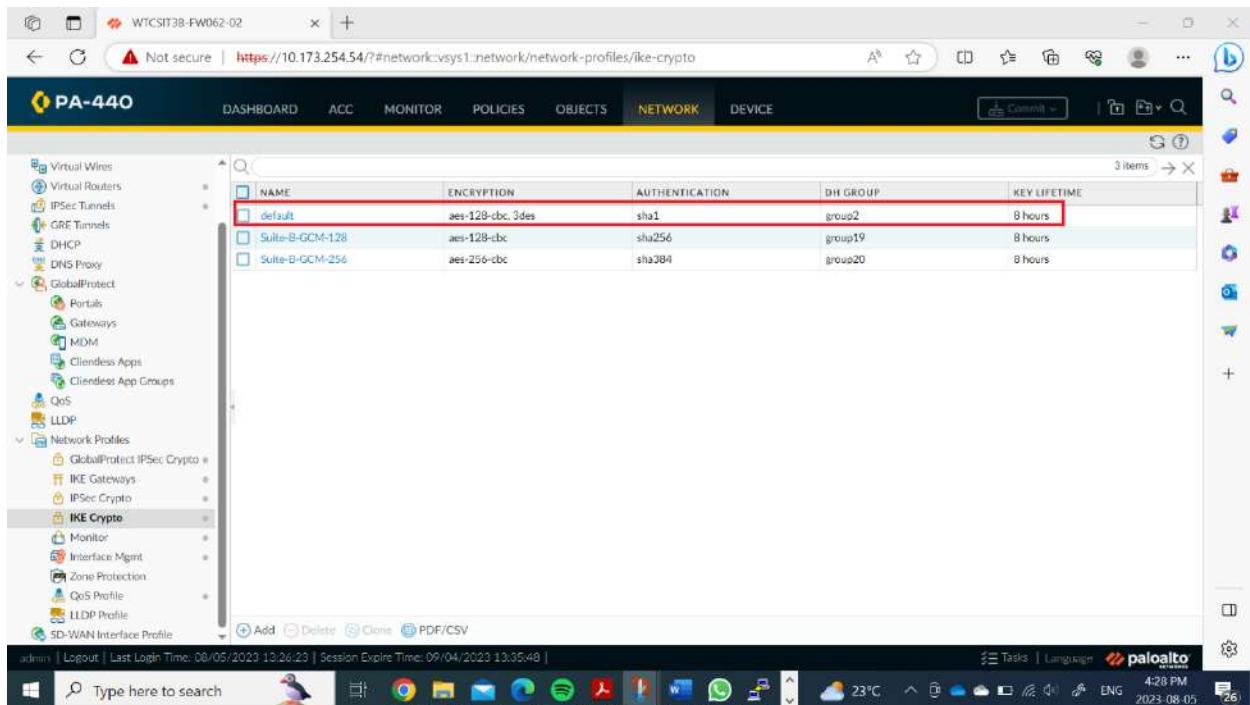 WTCSIT3B-FW062-02
Not secure | https://10.173.254.54/?#network::vsys1::network/network-profiles/ike-crypto
PA-440
DASHBOARD ACC MONITOR POLICIES OBJECTS NETWORK DEVICE Commit
3 items
Virtual Wires
Virtual Routers
IPSec Tunnels
GRE Tunnels
DHCP
DNS Proxy
GlobalProtect
Portals
Gateways
MDM
Clientless Apps
Clientless App Groups
QoS
LLDP
Network Profiles
GlobalProtect IPSec Crypto
IKE Gateways
IPSec Crypto
IKE Crypto
Monitor
Interface Mgmt
Zone Protection
QoS Profile
LLDP Profile
SD-WAN Interface Profile
NAME ENCRYPTION AUTHENTICATION DH GROUP KEY LIFETIME
default aes-128-cbc, 3des sha1 group2 8 hours
Suite-B-GCM-128 aes-128-cbc sha256 group19 8 hours
Suite-B-GCM-256 aes-256-cbc sha384 group20 8 hours
Add Delete Clone PDF/CSV
admin | Logout | Last Login Time: 08/05/2023 13:26:23 | Session Expire Time: 09/04/2023 13:35:48 |
Tasks | Language paloalto
Type here to search
23°C
ENG
4:28 PM
2023-08-05
26